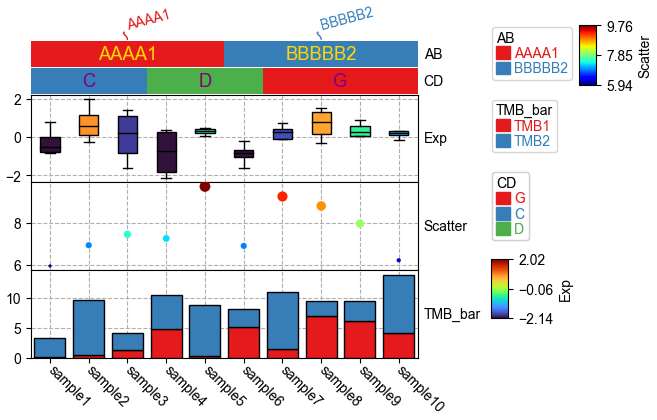 AAAA1
BBBBB2
AAAA1
BBBBB2
AB
C
D
G
CD
2
0
−2
Exp
8
6
Scatter
10
5
0
TMB_bar
sample1
sample2
sample3
sample4
sample5
sample6
sample7
sample8
sample9
sample10
AB
AAAA1
BBBBB2
9.76
7.85
5.94
Scatter
TMB_bar
TMB1
TMB2
CD
G
C
D
2.02
−0.06
−2.14
Exp